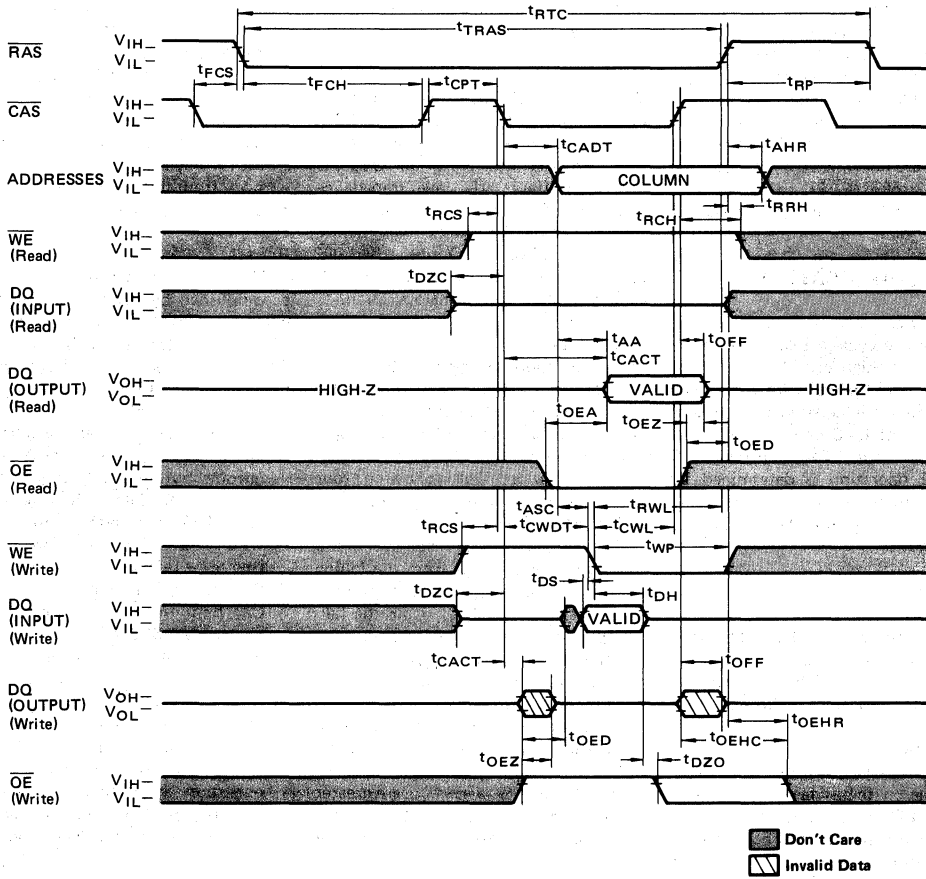 tRTC
tTRAS
RAS VIH VIL
tFCS tFCH tCPT tRP
CAS VIH VIL
tCADT tAHR
ADDRESSES VIH VIL COLUMN
tRCS tRCH tRRH
WE (Read) VIH VIL
tDZC
DQ (INPUT) (Read) VIH VIL
tAA tOFF
tCACT
DQ (OUTPUT) (Read) VOH VOL HIGH-Z VALID HIGH-Z
tOEA tOEZ tOED
OE (Read) VIH VIL
tASC tRWL
tRCS tCWDT tCWL
WE (Write) VIH VIL tWP
tDZC tDS tDH
DQ (INPUT) (Write) VIH VIL VALID
tCACT tOFF
DQ (OUTPUT) (Write) VOH VOL
tOEHR
tOED tOEHC
tOEZ tDZO
OE (Write) VIH VIL
Don't Care
Invalid Data